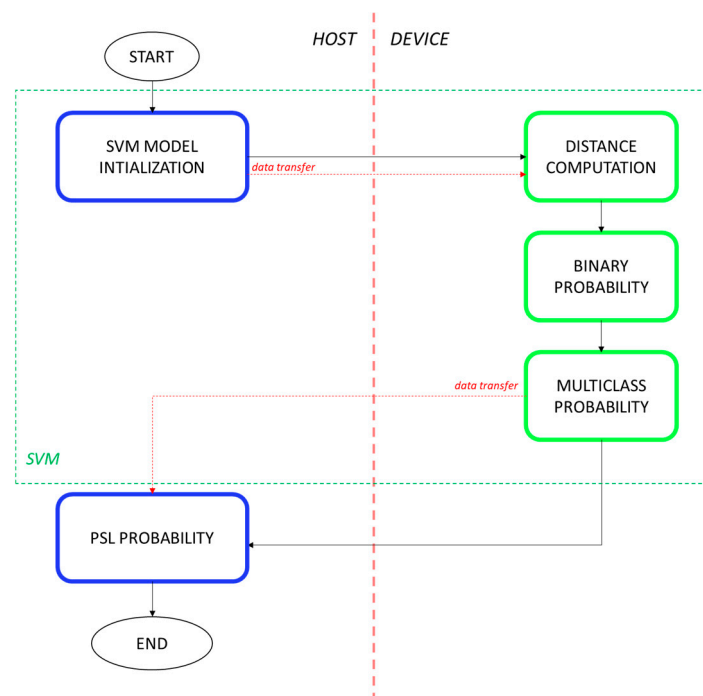 HOST
DEVICE
START
SVM MODEL
INTIALIZATION
data transfer
DISTANCE
COMPUTATION
BINARY
PROBABILITY
data transfer
MULTICLASS
PROBABILITY
SVM
PSL PROBABILITY
END